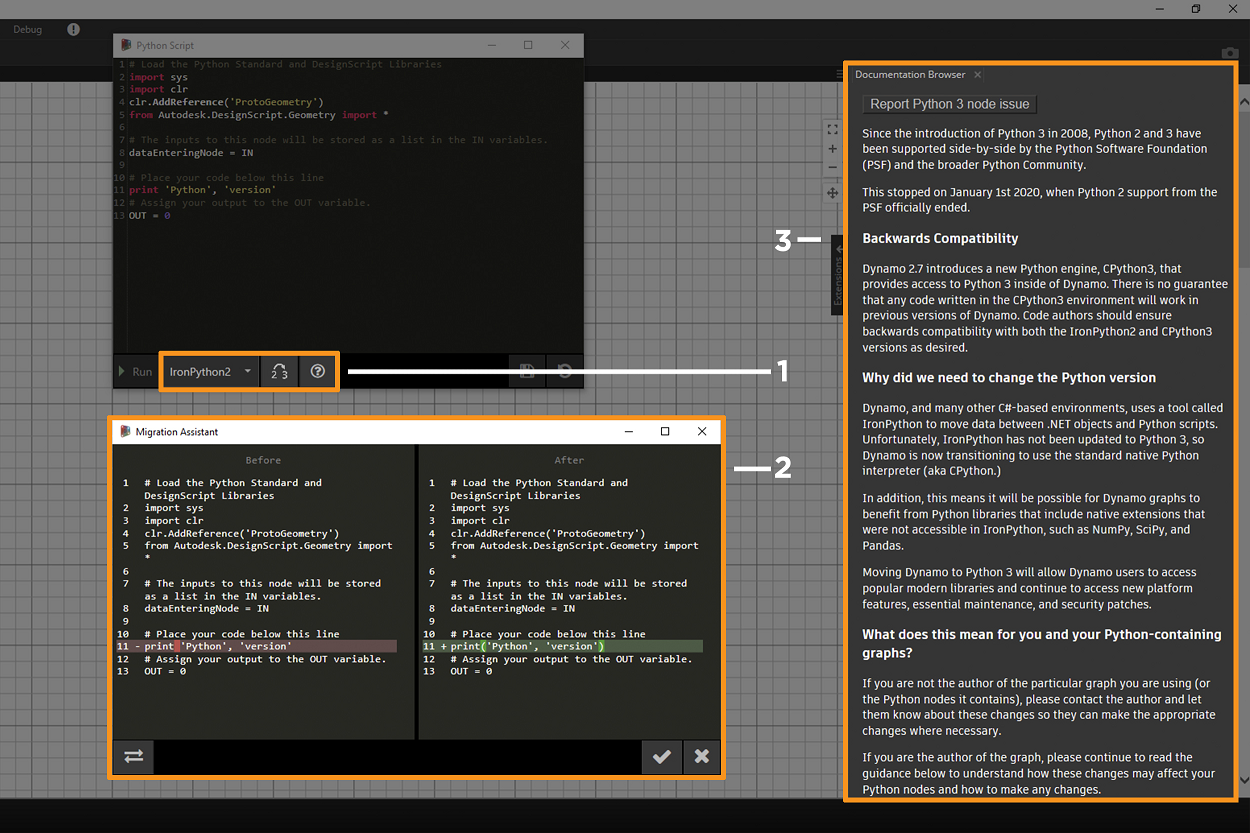 Debug
Python Script
1 # Load the Python Standard and DesignScript Libraries
2 import sys
3 import clr
4 clr.AddReference('ProtoGeometry')
5 from Autodesk.DesignScript.Geometry import *
6
7 # The inputs to this node will be stored as a list in the IN variables.
8 dataEnteringNode = IN
9
10 # Place your code below this line
11 print 'Python', 'version'
12 # Assign your output to the OUT variable.
13 OUT = 0
Run
IronPython2
2 3
?
1
Migration Assistant
Before
1 # Load the Python Standard and
DesignScript Libraries
2 import sys
3 import clr
4 clr.AddReference('ProtoGeometry')
5 from Autodesk.DesignScript.Geometry import
*
6
7 # The inputs to this node will be stored
as a list in the IN variables.
8 dataEnteringNode = IN
9
10 # Place your code below this line
11 - print 'Python', 'version'
12 # Assign your output to the OUT variable.
13 OUT = 0
After
1 # Load the Python Standard and
DesignScript Libraries
2 import sys
3 import clr
4 clr.AddReference('ProtoGeometry')
5 from Autodesk.DesignScript.Geometry import
*
6
7 # The inputs to this node will be stored
as a list in the IN variables.
8 dataEnteringNode = IN
9
10 # Place your code below this line
11 + print('Python', 'version')
12 # Assign your output to the OUT variable.
13 OUT = 0
2
3
Extensions
Documentation Browser
Report Python 3 node issue
Since the introduction of Python 3 in 2008, Python 2 and 3 have
been supported side-by-side by the Python Software Foundation
(PSF) and the broader Python Community.
This stopped on January 1st 2020, when Python 2 support from the
PSF officially ended.
Backwards Compatibility
Dynamo 2.7 introduces a new Python engine, CPython3, that
provides access to Python 3 inside of Dynamo. There is no guarantee
that any code written in the CPython3 environment will work in
previous versions of Dynamo. Code authors should ensure
backwards compatibility with both the IronPython2 and CPython3
versions as desired.
Why did we need to change the Python version
Dynamo, and many other C#-based environments, uses a tool called
IronPython to move data between .NET objects and Python scripts.
Unfortunately, IronPython has not been updated to Python 3, so
Dynamo is now transitioning to use the standard native Python
interpreter (aka CPython.)
In addition, this means it will be possible for Dynamo graphs to
benefit from Python libraries that include native extensions that
were not accessible in IronPython, such as NumPy, SciPy, and
Pandas.
Moving Dynamo to Python 3 will allow Dynamo users to access
popular modern libraries and continue to access new platform
features, essential maintenance, and security patches.
What does this mean for you and your Python-containing
graphs?
If you are not the author of the particular graph you are using (or
the Python nodes it contains), please contact the author and let
them know about these changes so they can make the appropriate
changes where necessary.
If you are the author of the graph, please continue to read the
guidance below to understand how these changes may affect your
Python nodes and how to make any changes.